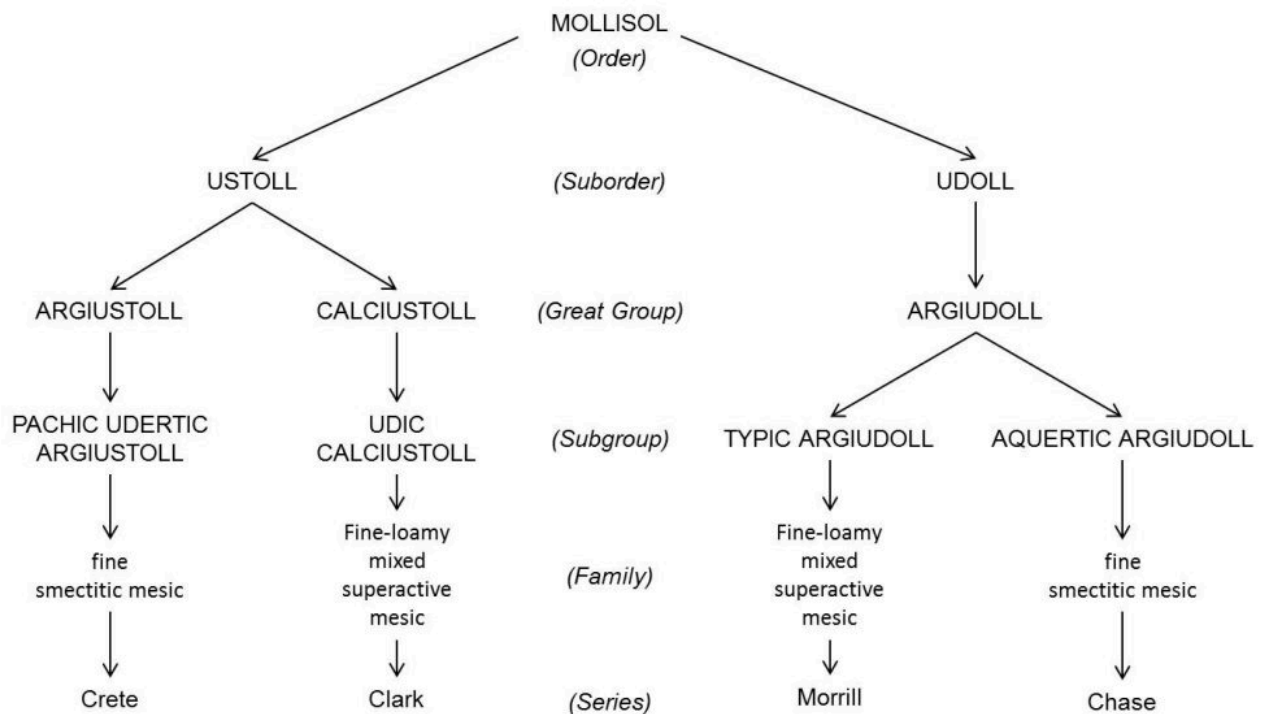 MOLLISOL
(Order)
USTOLL
(Suborder)
UDOLL
ARGIUSTOLL
CALCIUSTOLL
(Great Group)
ARGIUDOLL
PACHIC UDERTIC
ARGIUSTOLL
UDIC
CALCIUSTOLL
(Subgroup)
TYPIC ARGIUDOLL
AQUERTIC ARGIUDOLL
fine
smectitic mesic
Fine-loamy
mixed
superactive
mesic
(Family)
Fine-loamy
mixed
superactive
mesic
fine
smectitic mesic
Crete
Clark
(Series)
Morrill
Chase